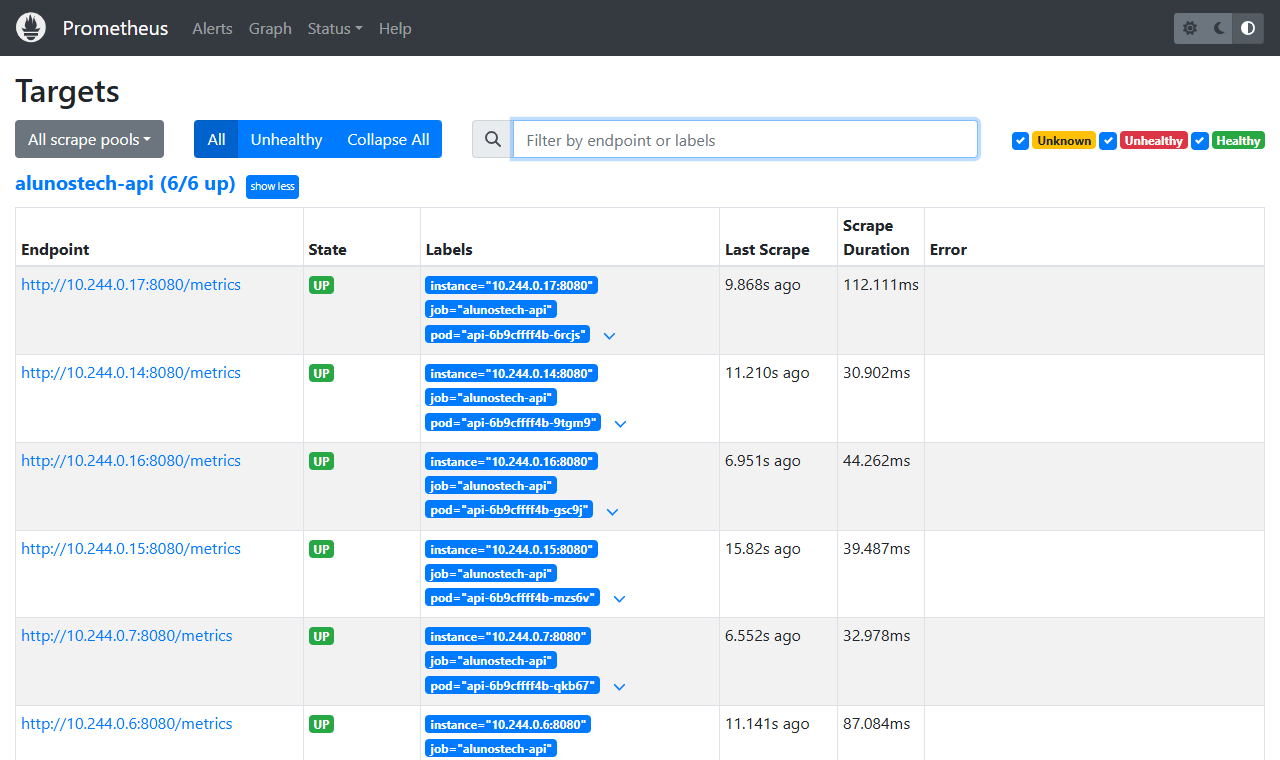 Prometheus Alerts Graph Status Help
Targets
All scrape pools All Unhealthy Collapse All Filter by endpoint or labels Unknown Unhealthy Healthy
alunostech-api (6/6 up) show less
Endpoint State Labels Last Scrape Scrape Duration Error
http://10.244.0.17:8080/metrics UP instance="10.244.0.17:8080" 9.868s ago 112.111ms
job="alunostech-api"
pod="api-6b9cffff4b-6rcjs"
http://10.244.0.14:8080/metrics UP instance="10.244.0.14:8080" 11.210s ago 30.902ms
job="alunostech-api"
pod="api-6b9cffff4b-9tgm9"
http://10.244.0.16:8080/metrics UP instance="10.244.0.16:8080" 6.951s ago 44.262ms
job="alunostech-api"
pod="api-6b9cffff4b-gsc9j"
http://10.244.0.15:8080/metrics UP instance="10.244.0.15:8080" 15.82s ago 39.487ms
job="alunostech-api"
pod="api-6b9cffff4b-mzs6v"
http://10.244.0.7:8080/metrics UP instance="10.244.0.7:8080" 6.552s ago 32.978ms
job="alunostech-api"
pod="api-6b9cffff4b-qkb67"
http://10.244.0.6:8080/metrics UP instance="10.244.0.6:8080" 11.141s ago 87.084ms
job="alunostech-api"